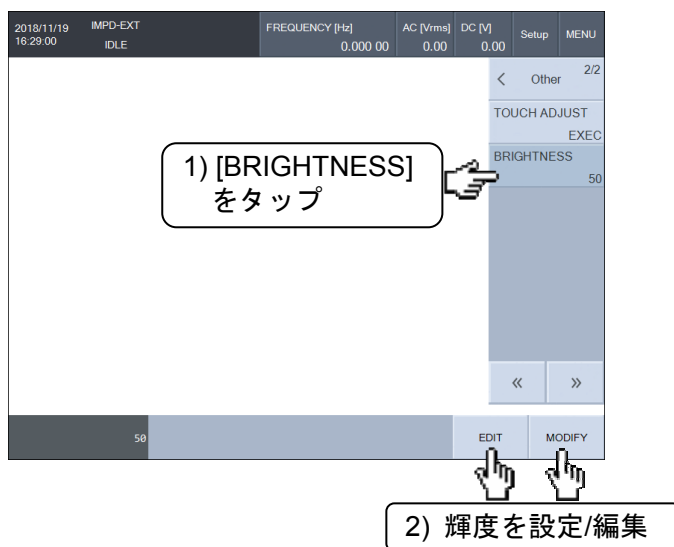 2018/11/19 IMPD-EXT FREQUENCY [Hz] AC [Vrms] DC [V] Setup MENU
16:29:00 IDLE 0.000 00 0.00 0.00
< Other 2/2
TOUCH ADJUST
EXEC
BRIGHTNESS
50
1) [BRIGHTNESS]
をタップ
« »
50 EDIT MODIFY
2) 輝度を設定/編集